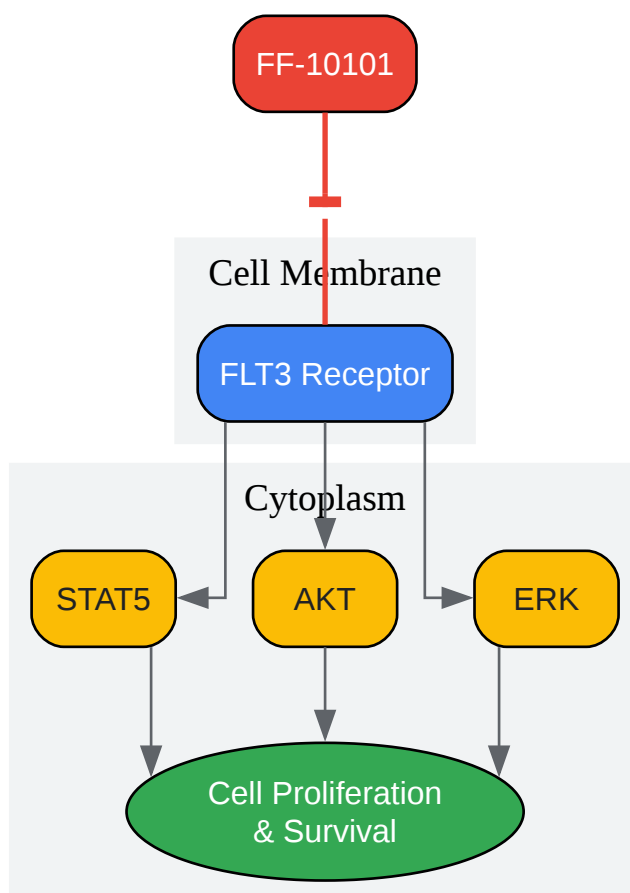 FF-10101
Cell Membrane
FLT3 Receptor
Cytoplasm
STAT5
AKT
ERK
Cell Proliferation
& Survival